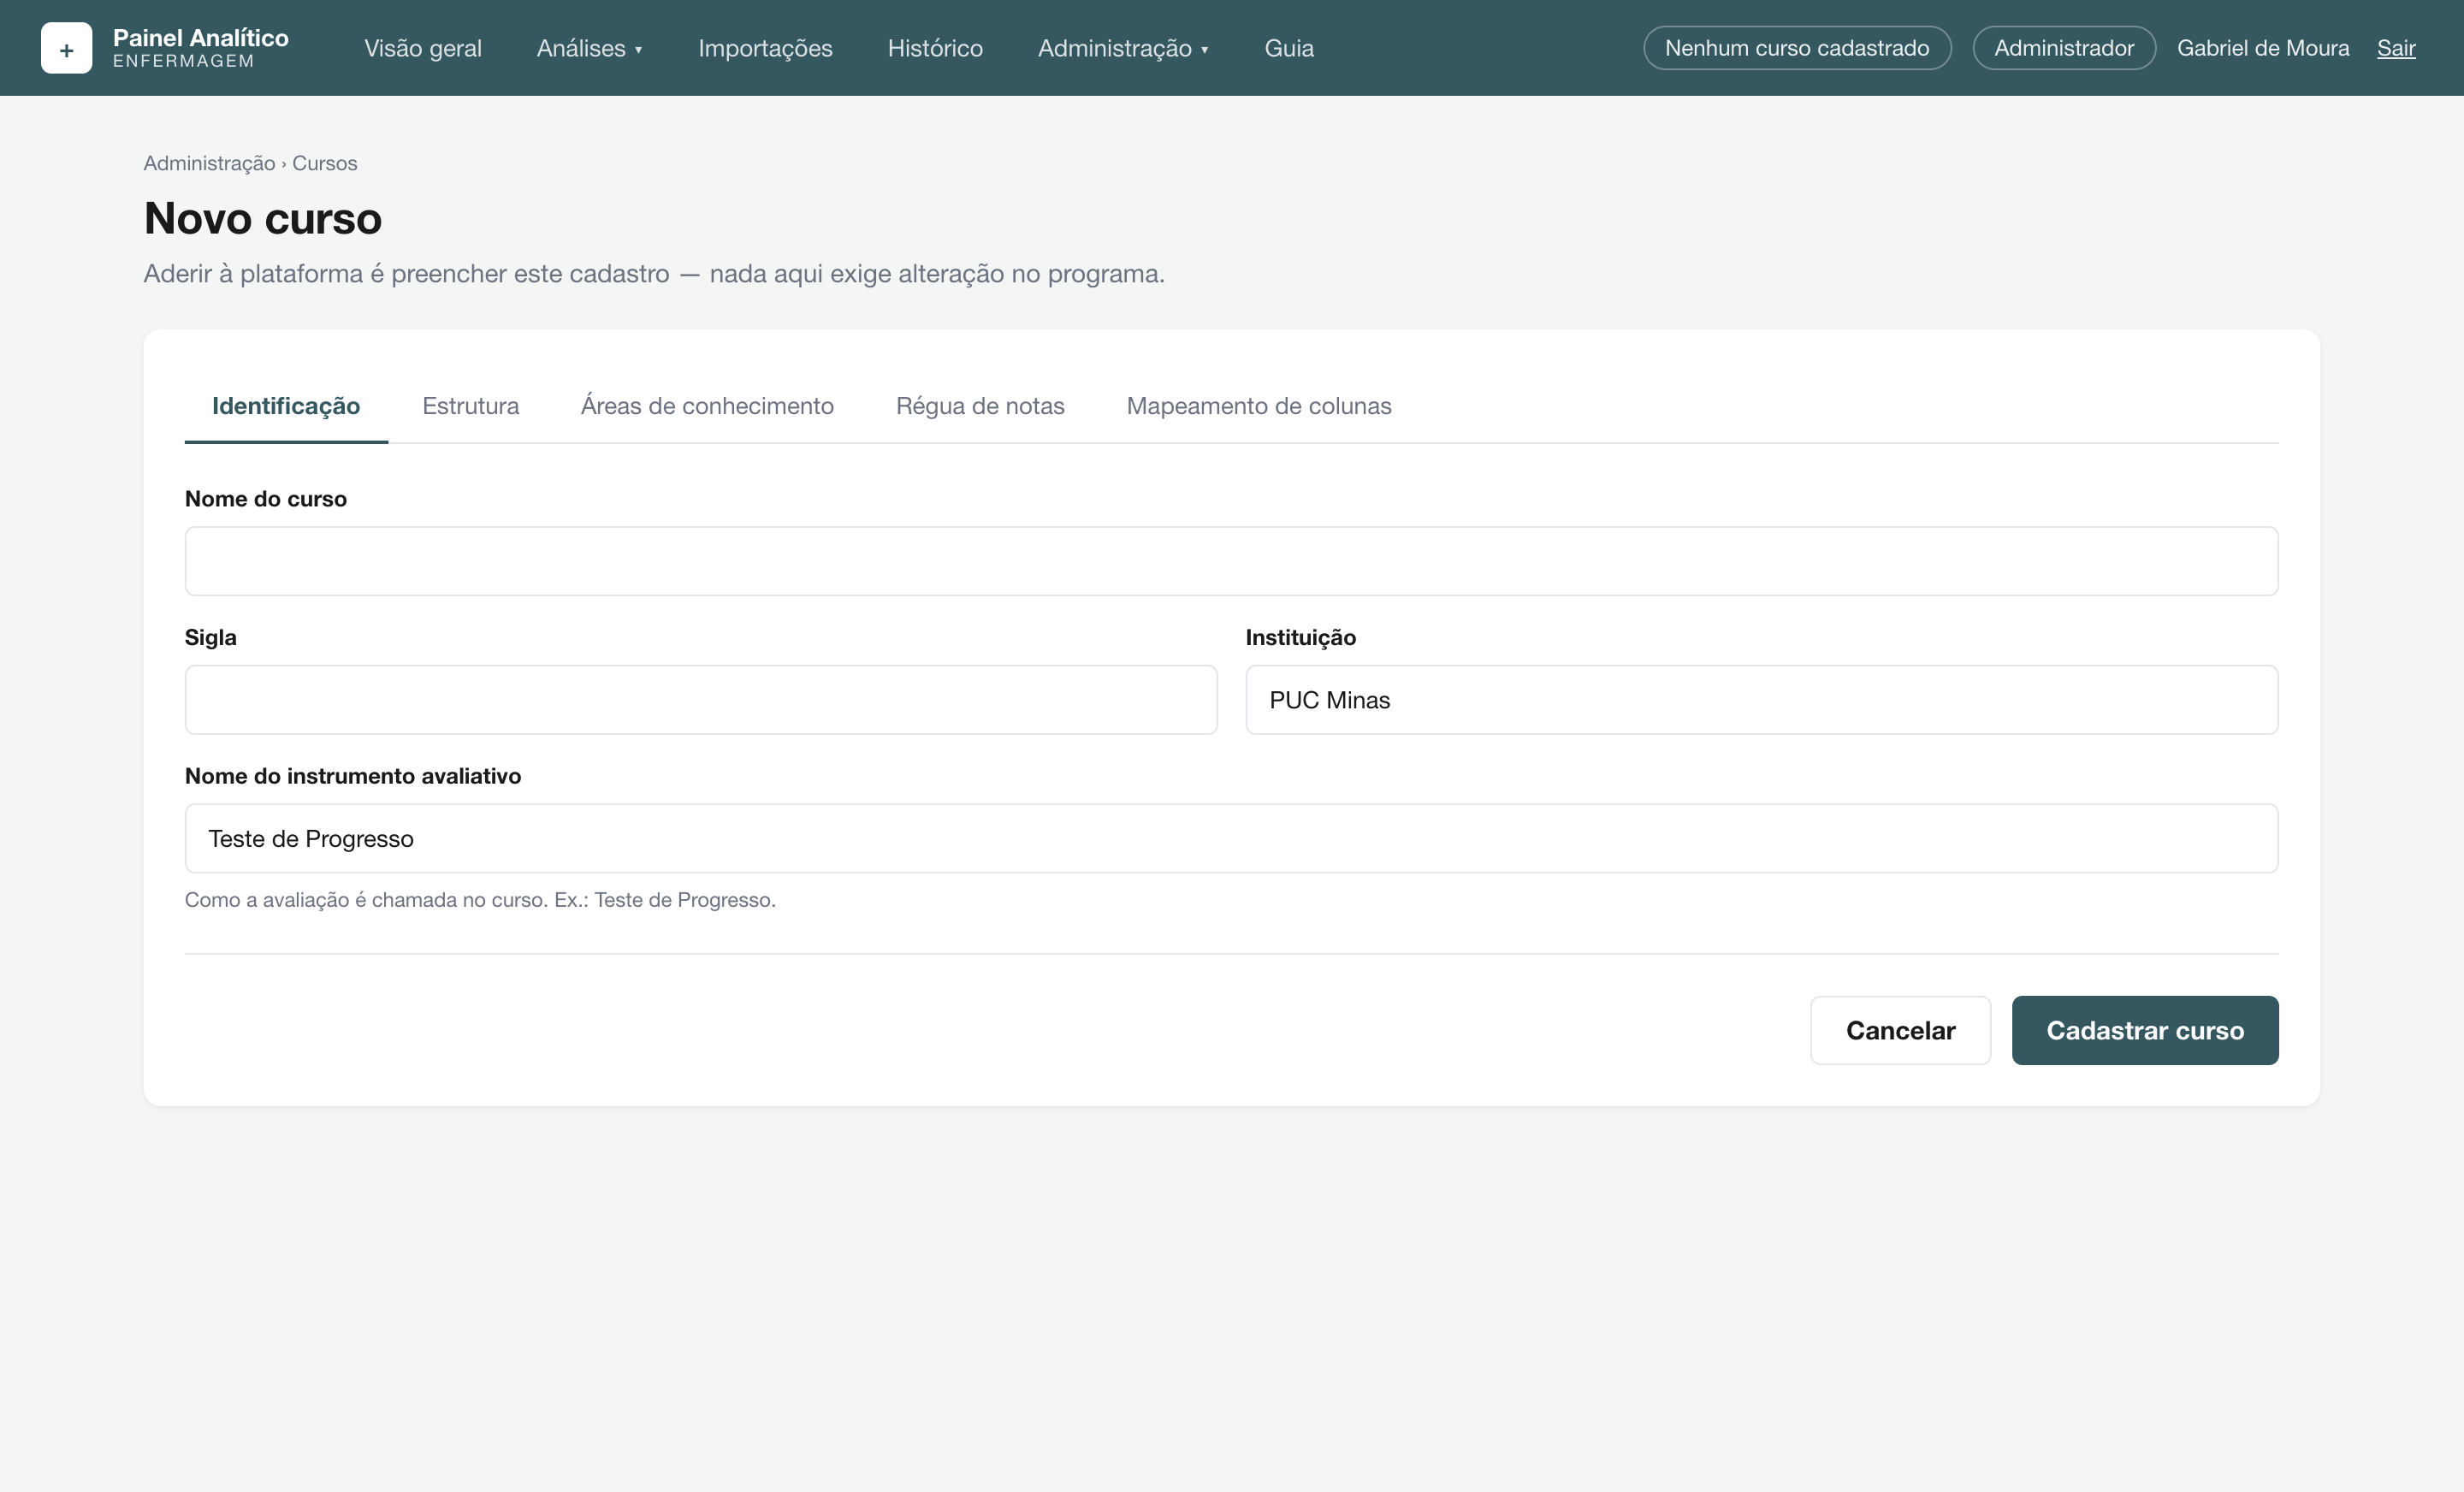 +
Painel Analítico
ENFERMAGEM
Visão geral
Análises ▾
Importações
Histórico
Administração ▾
Guia
Nenhum curso cadastrado
Administrador
Gabriel de Moura
Sair
Administração › Cursos
Novo curso
Aderir à plataforma é preencher este cadastro — nada aqui exige alteração no programa.
Identificação
Estrutura
Áreas de conhecimento
Régua de notas
Mapeamento de colunas
Nome do curso
Sigla
Instituição
PUC Minas
Nome do instrumento avaliativo
Teste de Progresso
Como a avaliação é chamada no curso. Ex.: Teste de Progresso.
Cancelar
Cadastrar curso